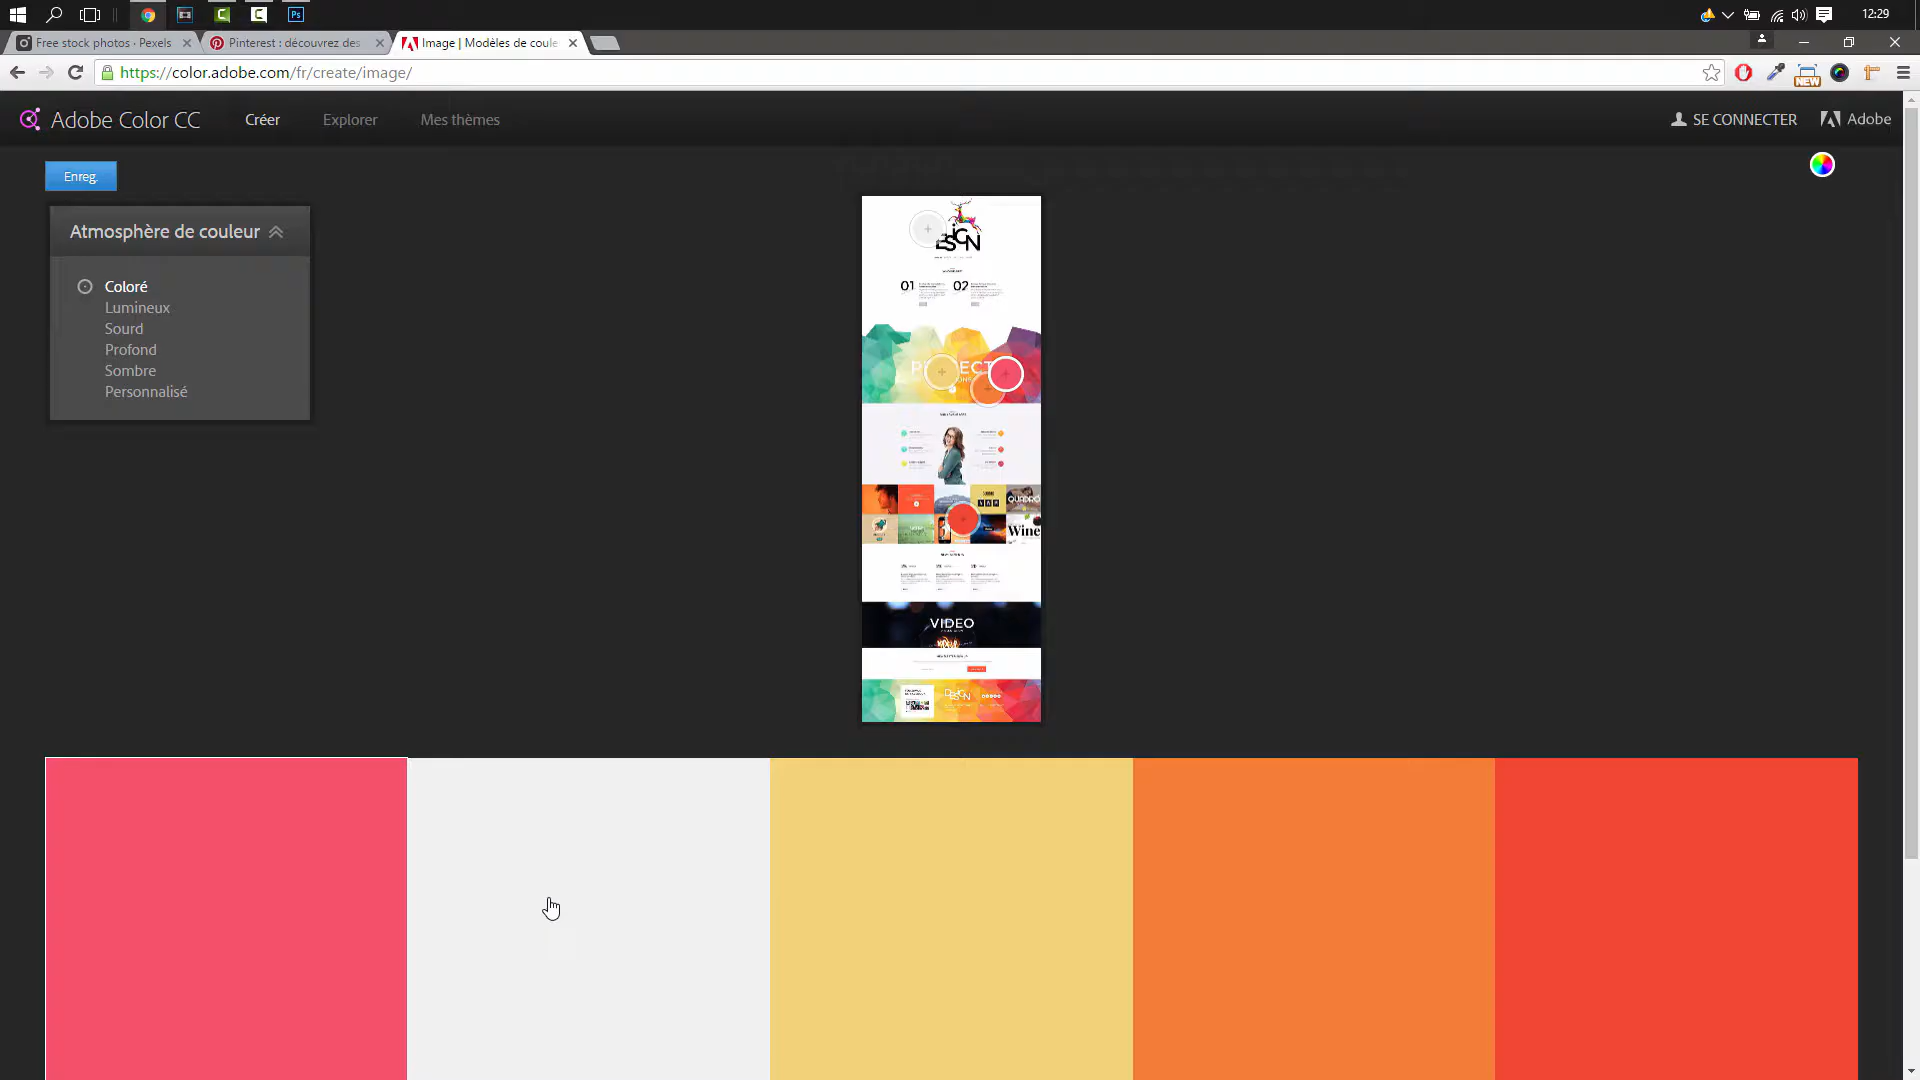 12:29
Free stock photos · Pexels
Pinterest : découvrez des
Image | Modèles de coule
https://color.adobe.com/fr/create/image/
NEW
Adobe Color CC
Créer
Explorer
Mes thèmes
SE CONNECTER
Adobe
Enreg.
Atmosphère de couleur
Coloré
Lumineux
Sourd
Profond
Sombre
Personnalisé
01
02
QUADRO
Wine
VIDEO